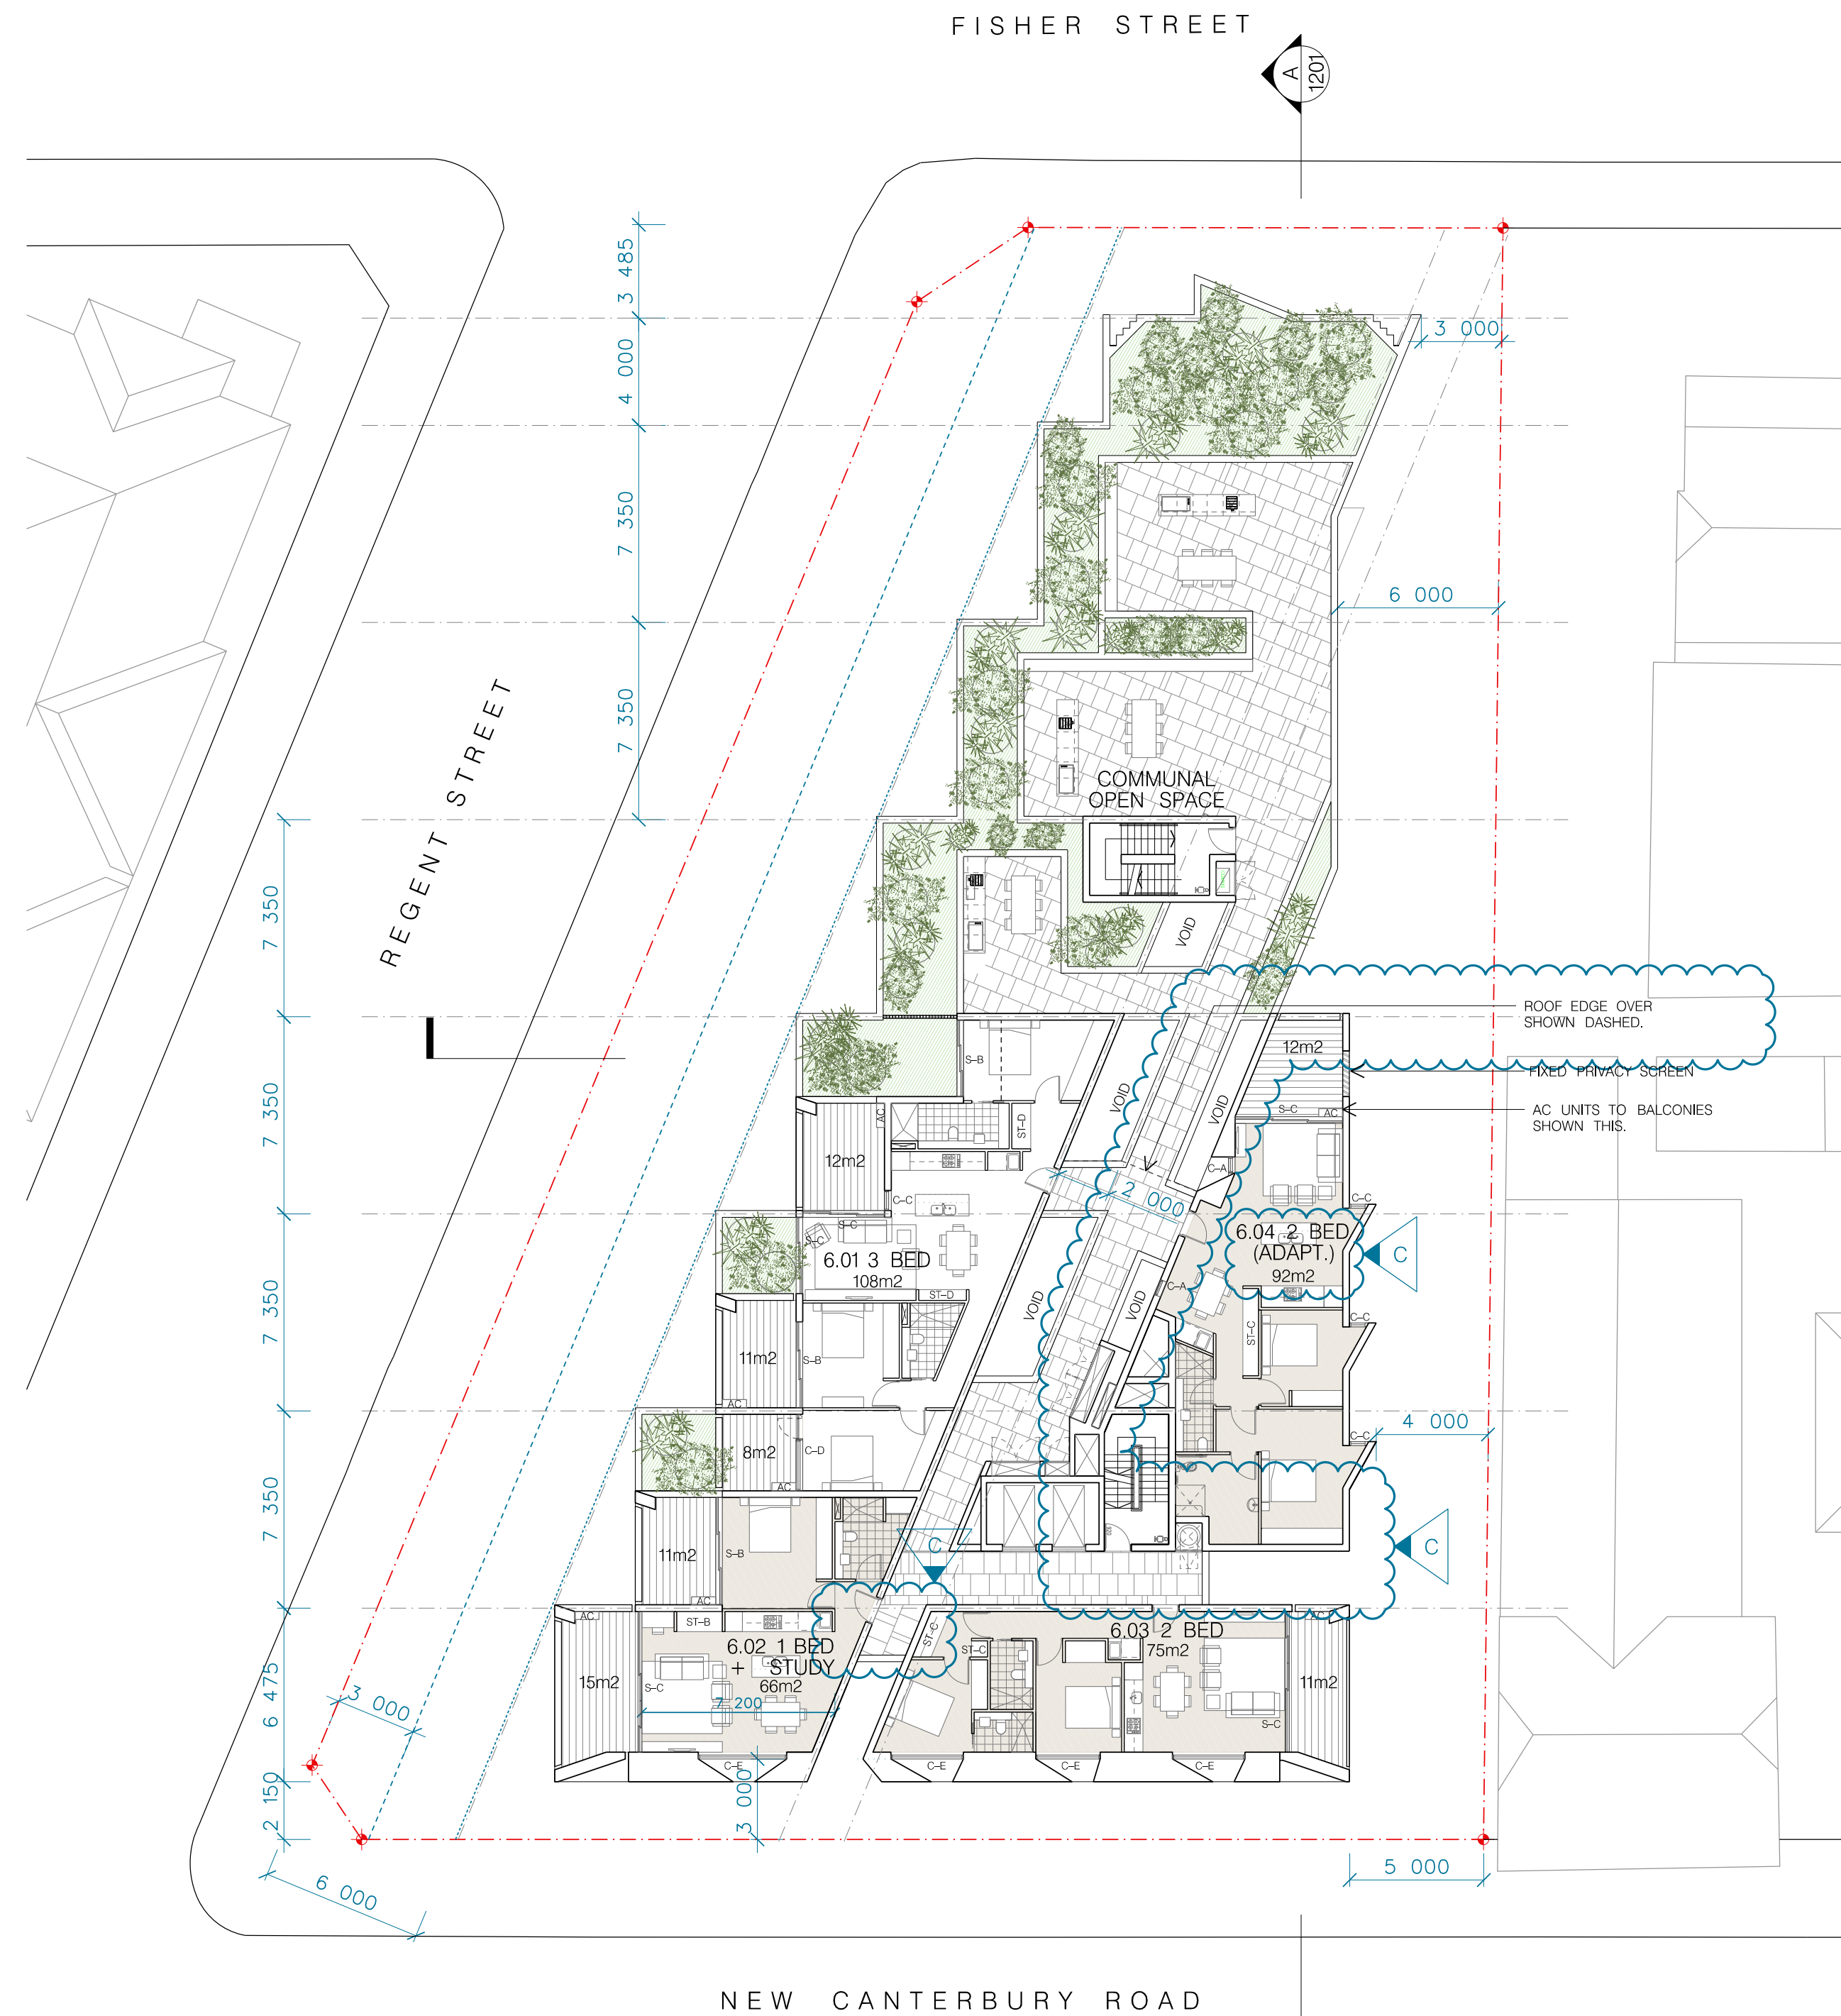 FISHER STREET
A
1201
3 485
4 000
3 000
7 350
6 000
7 350
REGENT STREET
COMMUNAL
OPEN SPACE
7 350
VOID
ROOF EDGE OVER
SHOWN DASHED.
12m2
FIXED PRIVACY SCREEN
S-B
VOID
VOID
AC UNITS TO BALCONIES
SHOWN THIS.
S-C
AC
7 350
AC
ST-D
12m2
C-A
C-C
2 000
C-C
S-C
S-C
6.01 3 BED
108m2
6.04 2 BED
(ADAPT.)
92m2
C
C-A
ST-D
VOID
VOID
7 350
C-C
ST-C
11m2
S-B
AC
4 000
8m2
C-D
C-C
AC
7 350
11m2
S-B
C
C
AC
AC
ST-B
6.02 1 BED
+ STUDY
66m2
ST-C
ST-C
6.03 2 BED
75m2
AC
15m2
S-C
7 200
11m2
S-C
6 475
3 000
C-E
C-E
C-E
C-E
2 150
3 000
5 000
6 000
NEW CANTERBURY ROAD